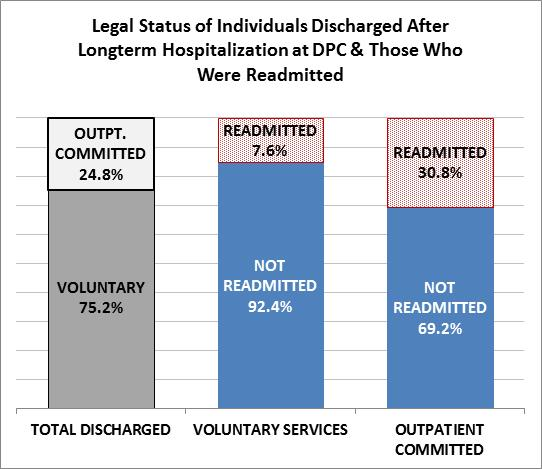 Legal Status of Individuals Discharged After
Longterm Hospitalization at DPC & Those Who
Were Readmitted
OUTPT.
COMMITTED
24.8%
VOLUNTARY
75.2%
READMITTED
7.6%
NOT
READMITTED
92.4%
READMITTED
30.8%
NOT
READMITTED
69.2%
TOTAL DISCHARGED
VOLUNTARY SERVICES
OUTPATIENT
COMMITTED